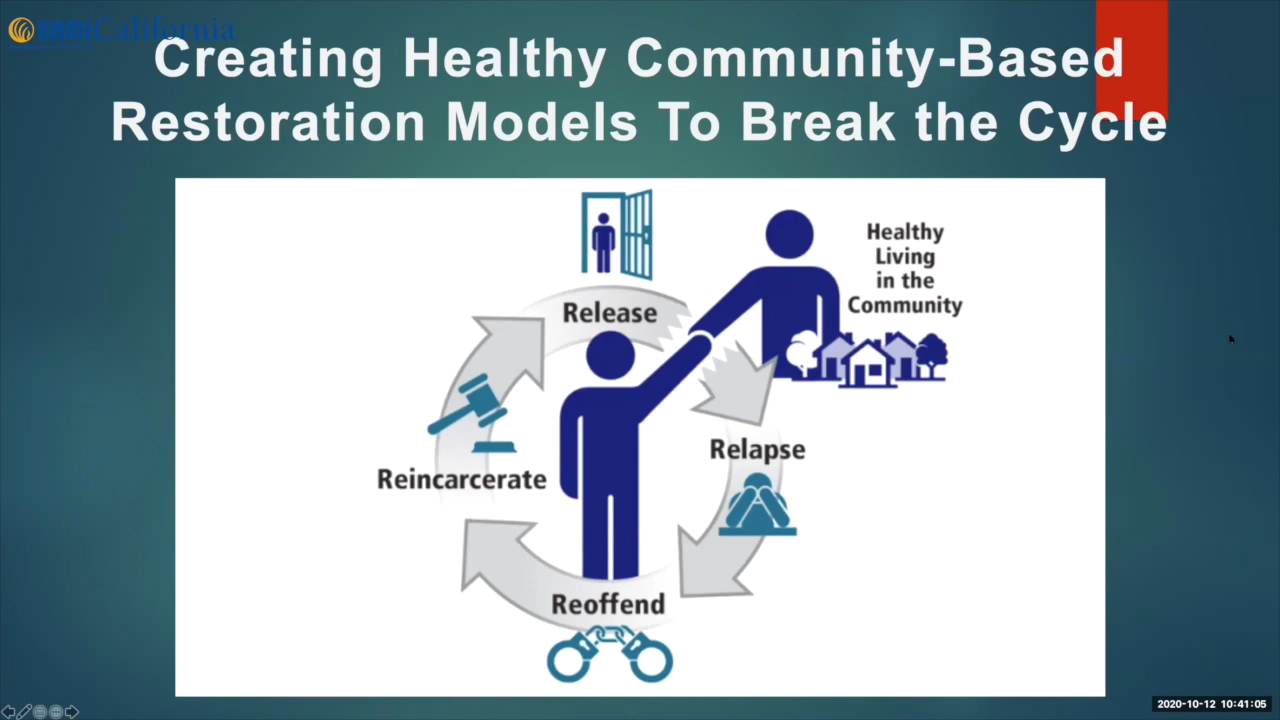 California
Creating Healthy Community-Based
Restoration Models To Break the Cycle
Release
Healthy
Living
in the
Community
Relapse
Reincarcerate
Reoffend
2020-10-12 10:41:05